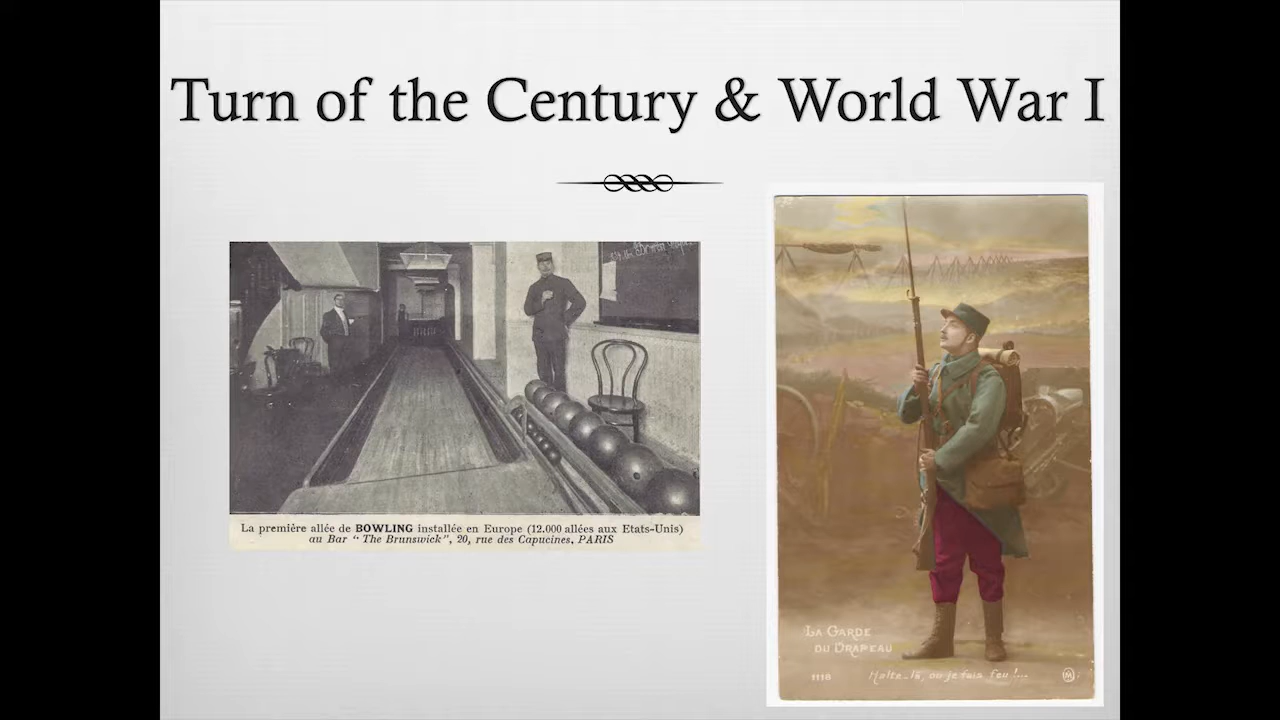 Turn of the Century & World War I
La première allée de BOWLING installée en Europe (12.000 allées aux Etats-Unis)
au Bar “ The Brunswick”, 20, rue des Capucines, PARIS
LA GARDE
DU DRAPEAU
1118
Halte-là, ou je fais feu !...